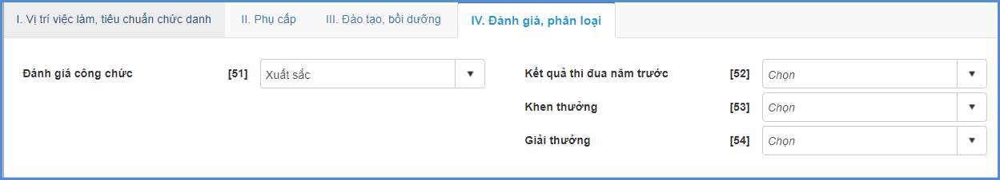 I. Vị trí việc làm, tiêu chuẩn chức danh II. Phụ cấp III. Đào tạo, bồi dưỡng IV. Đánh giá, phân loại
Đánh giá công chức [51] Xuất sắc Kết quả thi đua năm trước [52] Chọn
Khen thưởng [53] Chọn
Giải thưởng [54] Chọn